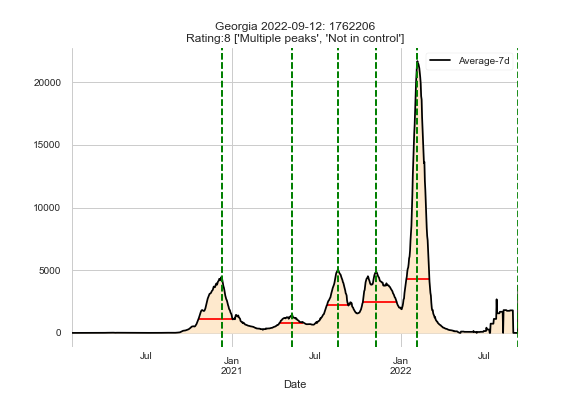 Georgia 2022-09-12: 1762206
Rating:8 ['Multiple peaks', 'Not in control']
Average-7d
20000
15000
10000
5000
0
Jul
Jan
2021
Jul
Jan
2022
Jul
Date